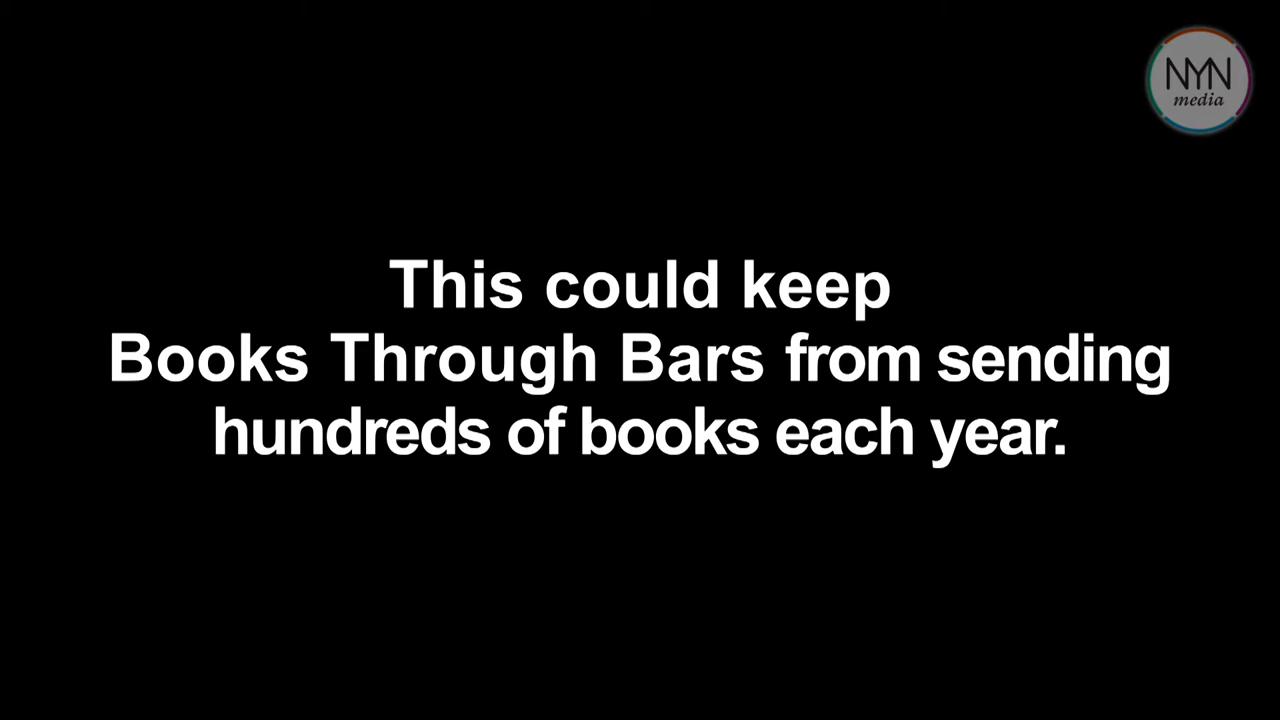 NYN
media
This could keep
Books Through Bars from sending
hundreds of books each year.